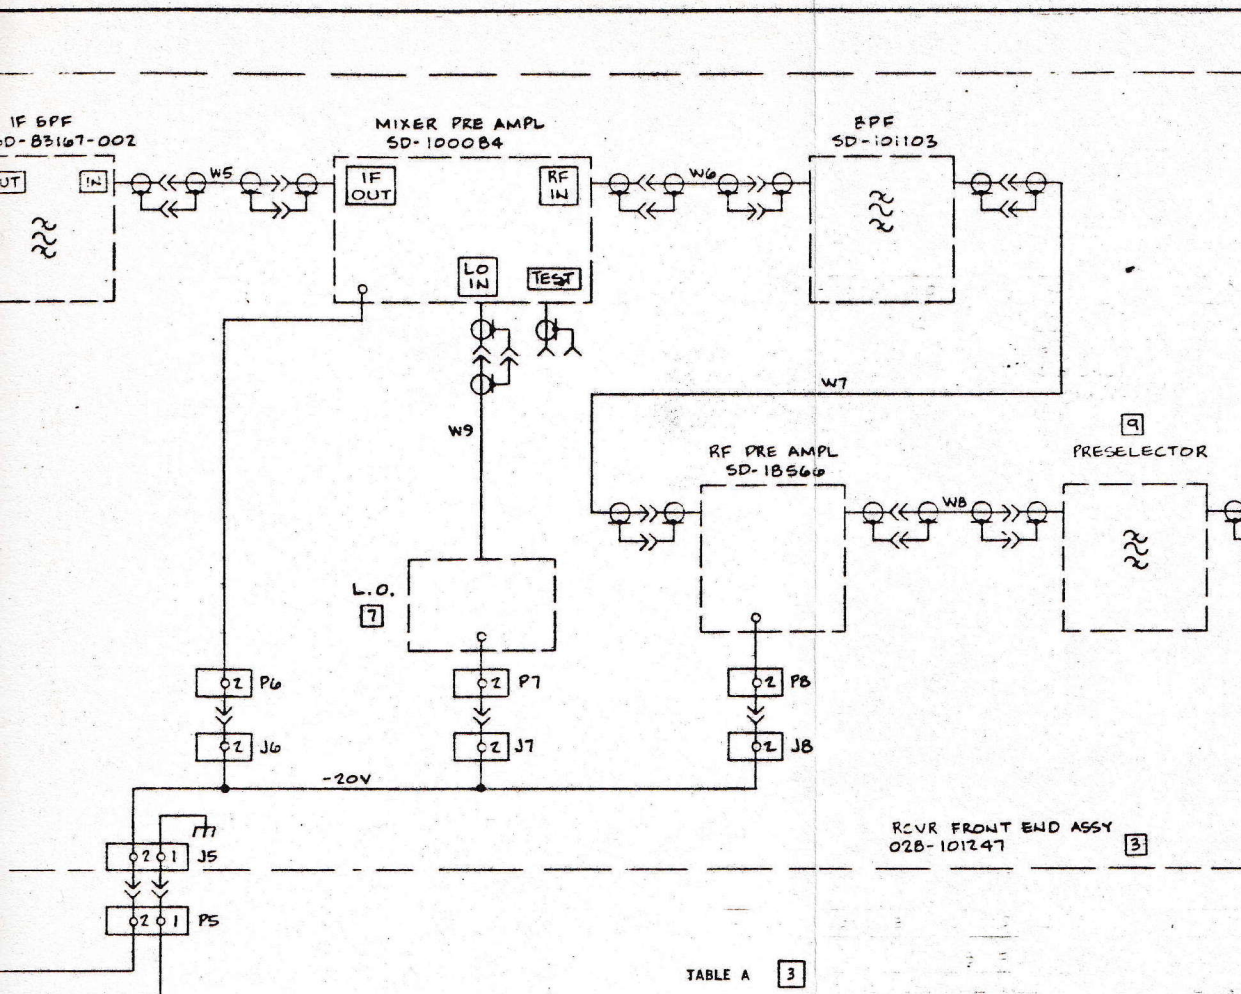 IF BPF
SD-83167-002
MIXER PRE AMPL
SD-100084
BPF
SD-101103
IN
W5
IF
OUT
RF
IN
W6
LO
IN
TEST
W7
W9
9
PRESELECTOR
RF PRE AMPL
SD-18566
W8
L.O.
7
2 P6
2 P7
2 P8
2 J6
2 J7
2 J8
-20V
RCVR FRONT END ASSY
028-101247
3
2 1 J5
2 1 P5
TABLE A 3